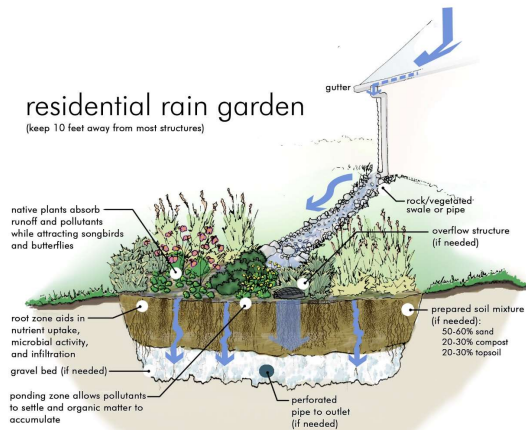 gutter
residential rain garden
(keep 10 feet away from most structures)
rock/vegetated
swale or pipe
native plants absorb
runoff and pollutants
while attracting songbirds
and butterflies
overflow structure
(if needed)
root zone aids in
nutrient uptake,
microbial activity,
and infiltration
prepared soil mixture
(if needed):
50-60% sand
20-30% compost
20-30% topsoil
gravel bed (if needed)
ponding zone allows pollutants
to settle and organic matter to
accumulate
perforated
pipe to outlet
(if needed)